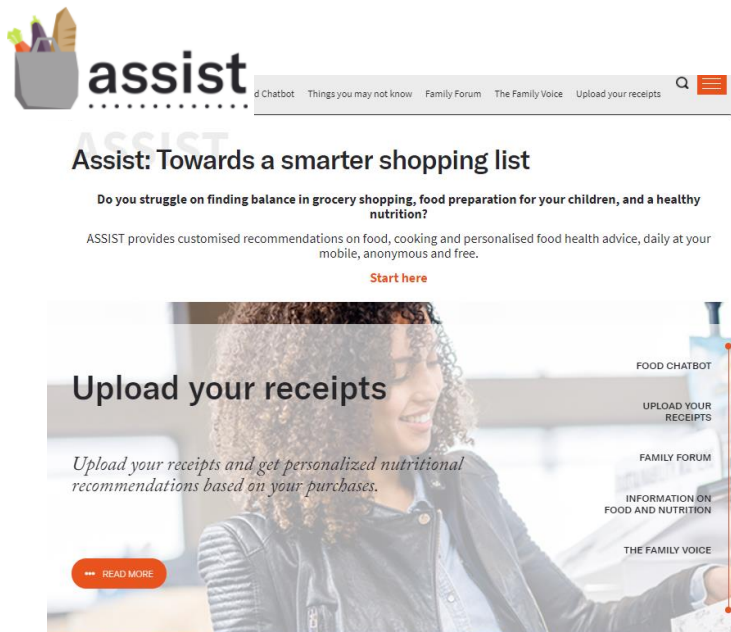 assist
d Chatbot Things you may not know Family Forum The Family Voice Upload your receipts
ASSIST
Assist: Towards a smarter shopping list
Do you struggle on finding balance in grocery shopping, food preparation for your children, and a healthy
nutrition?
ASSIST provides customised recommendations on food, cooking and personalised food health advice, daily at your
mobile, anonymous and free.
Start here
Upload your receipts
Upload your receipts and get personalized nutritional
recommendations based on your purchases.
READ MORE
FOOD CHATBOT
UPLOAD YOUR
RECEIPTS
FAMILY FORUM
INFORMATION ON
FOOD AND NUTRITION
THE FAMILY VOICE